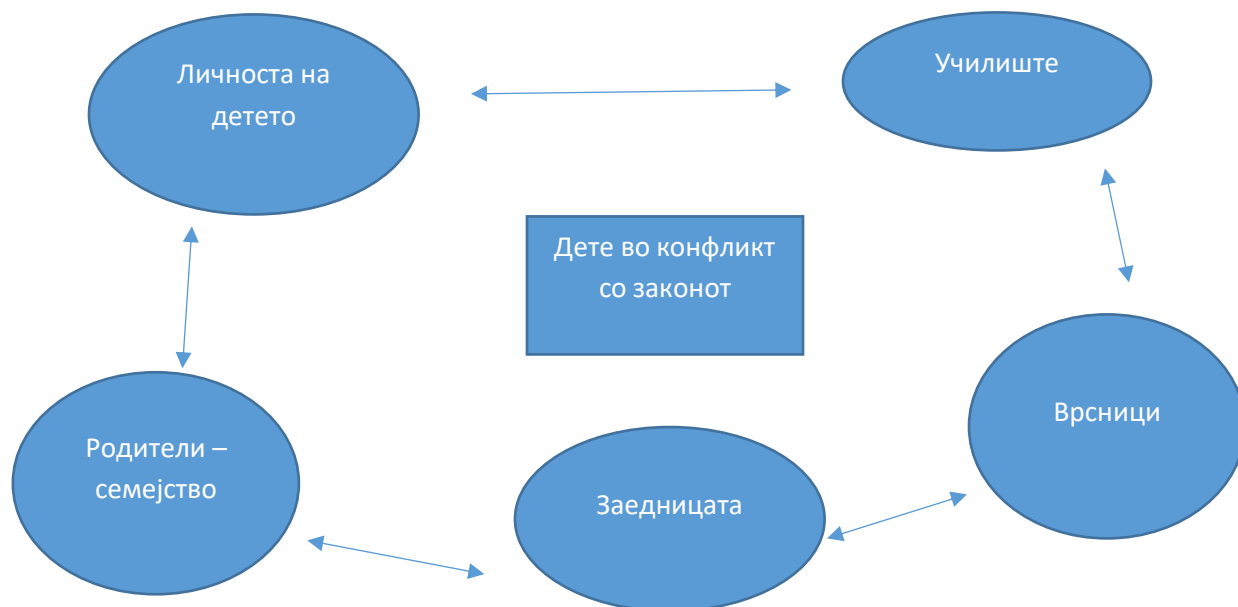 Личноста на
детето
Училиште
Дете во конфликт
со законот
Врсници
Родители –
семејство
Заедницата